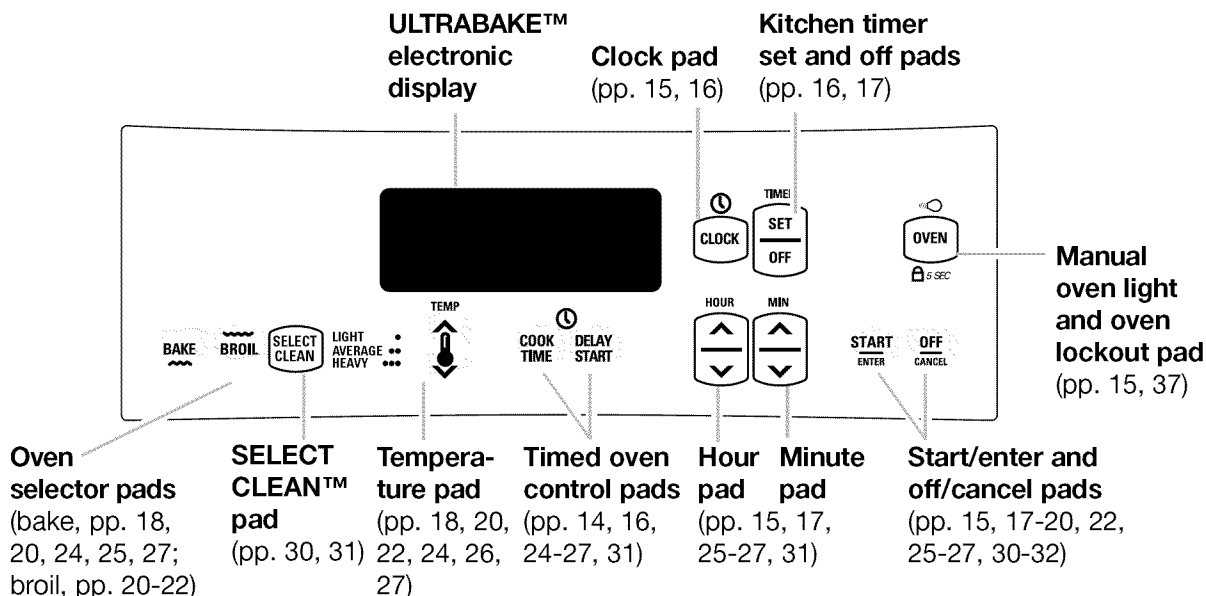 ULTRABAKE™
electronic
display
Clock pad
(pp. 15, 16)
Kitchen timer
set and off pads
(pp. 16, 17)
TIMER
SET
OFF
CLOCK
OVEN
5 SEC
Manual
oven light
and oven
lockout pad
(pp. 15, 37)
BAKE
BROIL
SELECT
CLEAN
LIGHT
AVERAGE
HEAVY
TEMP
COOK
TIME
DELAY
START
HOUR
MIN
START
ENTER
OFF
CANCEL
Oven
selector pads
(bake, pp. 18,
20, 24, 25, 27;
broil, pp. 20-22)
SELECT
CLEAN™
pad
(pp. 30, 31)
Tempera-
ture pad
(pp. 18, 20,
22, 24, 26,
27)
Timed oven
control pads
(pp. 14, 16,
24-27, 31)
Hour
pad
Minute
pad
(pp. 15, 17,
25-27, 31)
Start/enter and
off/cancel pads
(pp. 15, 17-20, 22,
25-27, 30-32)